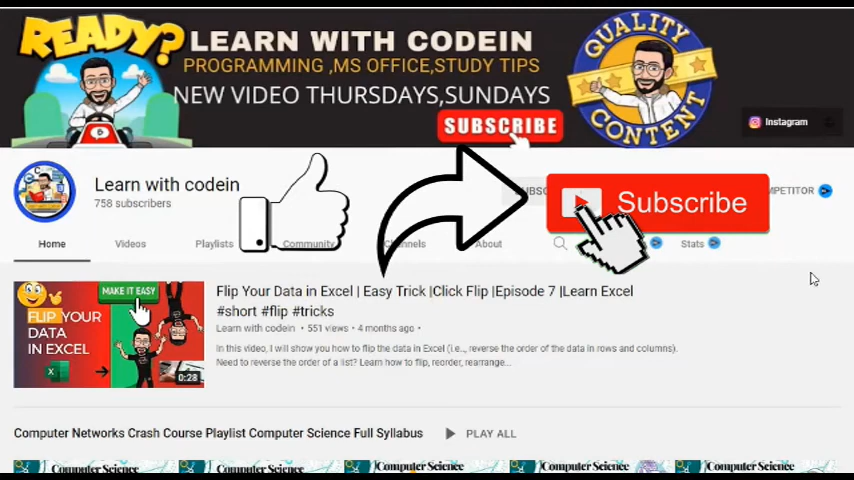 READY?
LEARN WITH CODEIN
PROGRAMMING ,MS OFFICE,STUDY TIPS
NEW VIDEO THURSDAYS,SUNDAYS
SUBSCRIBE
QUALITY
CONTENT
Instagram
Learn with codein
758 subscribers
Subscribe
Home Videos Playlists Community Channels About Stats
MAKE IT EASY
FLIP YOUR
DATA
IN EXCEL
0:28
Flip Your Data in Excel | Easy Trick |Click Flip |Episode 7 |Learn Excel
#short #flip #tricks
Learn with codein • 551 views • 4 months ago •
In this video, I will show you how to flip the data in Excel (i.e.., reverse the order of the data in rows and columns).
Need to reverse the order of a list? Learn how to flip, reorder, rearrange...
Computer Networks Crash Course Playlist Computer Science Full Syllabus PLAY ALL
Computer Science Computer Science Computer Science Computer Science Computer Science